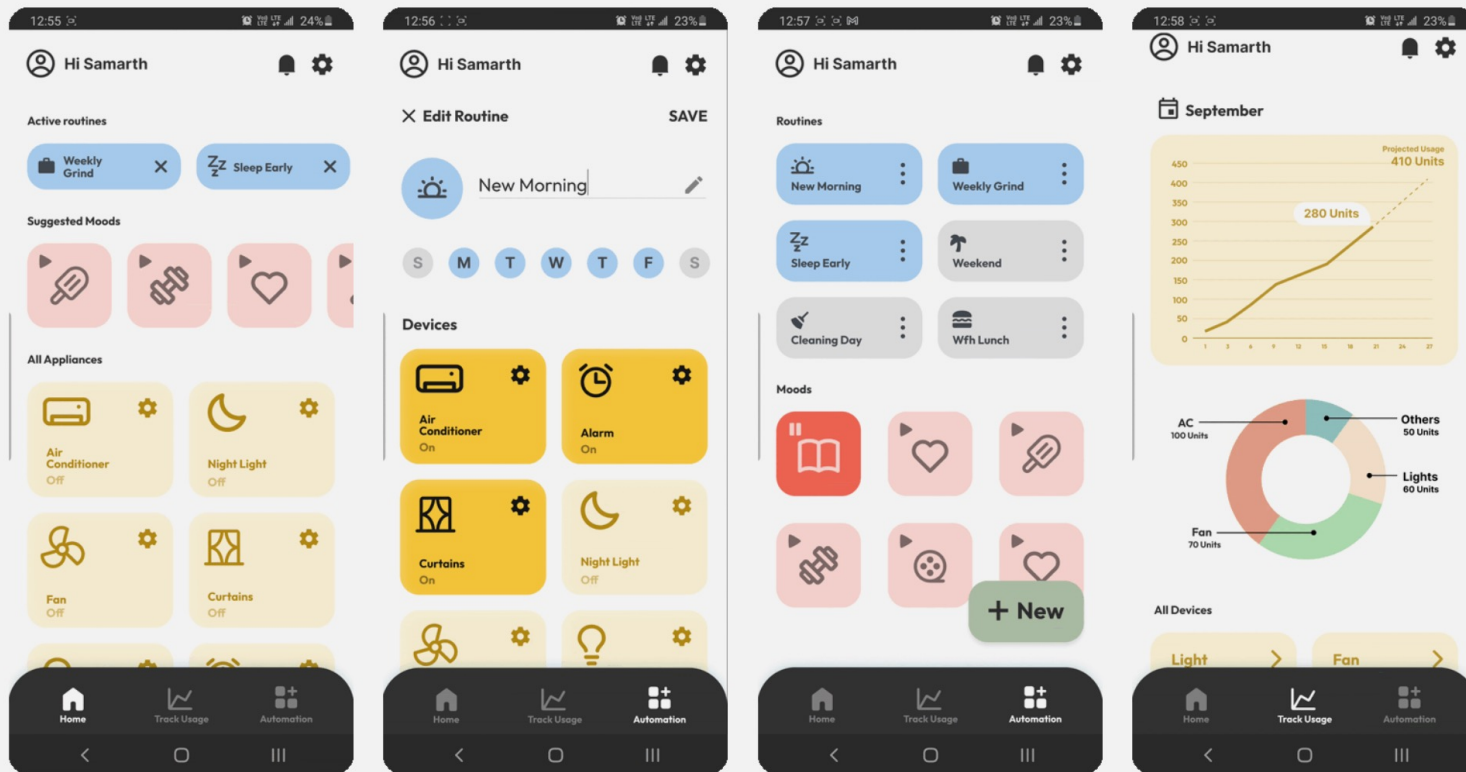 12:55
24%
Hi Samarth
Active routines
Weekly
Grind
Sleep Early
Suggested Moods
All Appliances
Air
Conditioner
Off
Night Light
Off
Fan
Off
Curtains
Off
Home
Track Usage
Automation
12:56
23%
Hi Samarth
Edit Routine
SAVE
New Morning
S
M
T
W
T
F
S
Devices
Air
Conditioner
On
Alarm
On
Curtains
On
Night Light
Off
Home
Track Usage
Automation
12:57
23%
Hi Samarth
Routines
New Morning
Weekly Grind
Sleep Early
Weekend
Cleaning Day
Wfh Lunch
Moods
+ New
Home
Track Usage
Automation
12:58
23%
Hi Samarth
September
Projected Usage
410 Units
450
400
350
300
280 Units
250
200
150
100
50
0
1
3
6
9
12
15
18
21
24
27
AC
100 Units
Others
50 Units
Lights
60 Units
Fan
70 Units
All Devices
Light
Fan
Home
Track Usage
Automation